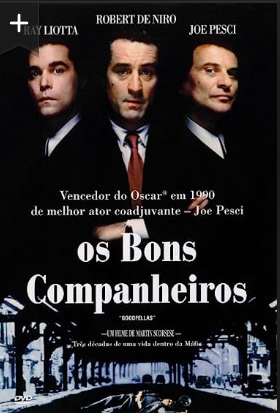 ROBERT DE NIRO
RAY LIOTTA
JOE PESCI
Vencedor do Oscar® em 1990
de melhor ator coadjuvante – Joe Pesci
os Bons
Companheiros
"GOODFELLAS"
—UM FILME DE MARTIN SCORSESE—
Três décadas de uma vida dentro da Máfia
DVD